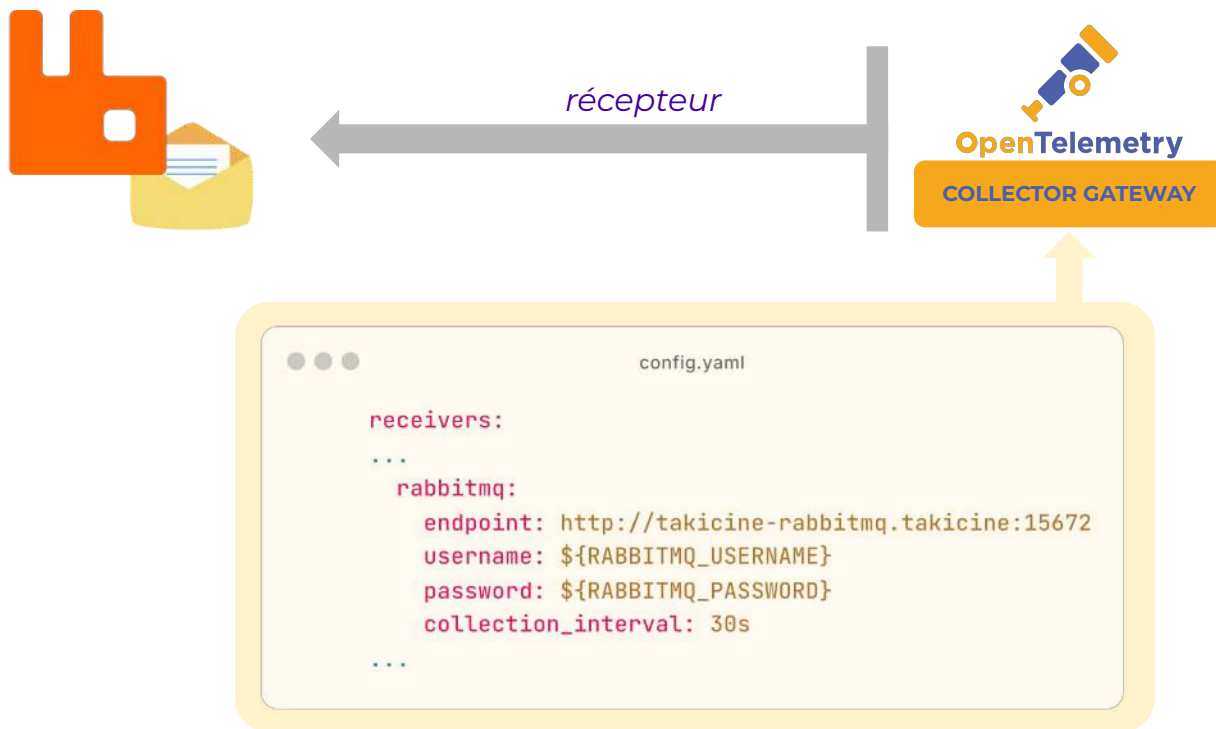 récepteur
OpenTelemetry
COLLECTOR GATEWAY
config.yaml
receivers:
...
rabbitmq:
endpoint: http://takicine-rabbitmq.takicine:15672
username: ${RABBITMQ_USERNAME}
password: ${RABBITMQ_PASSWORD}
collection_interval: 30s
...